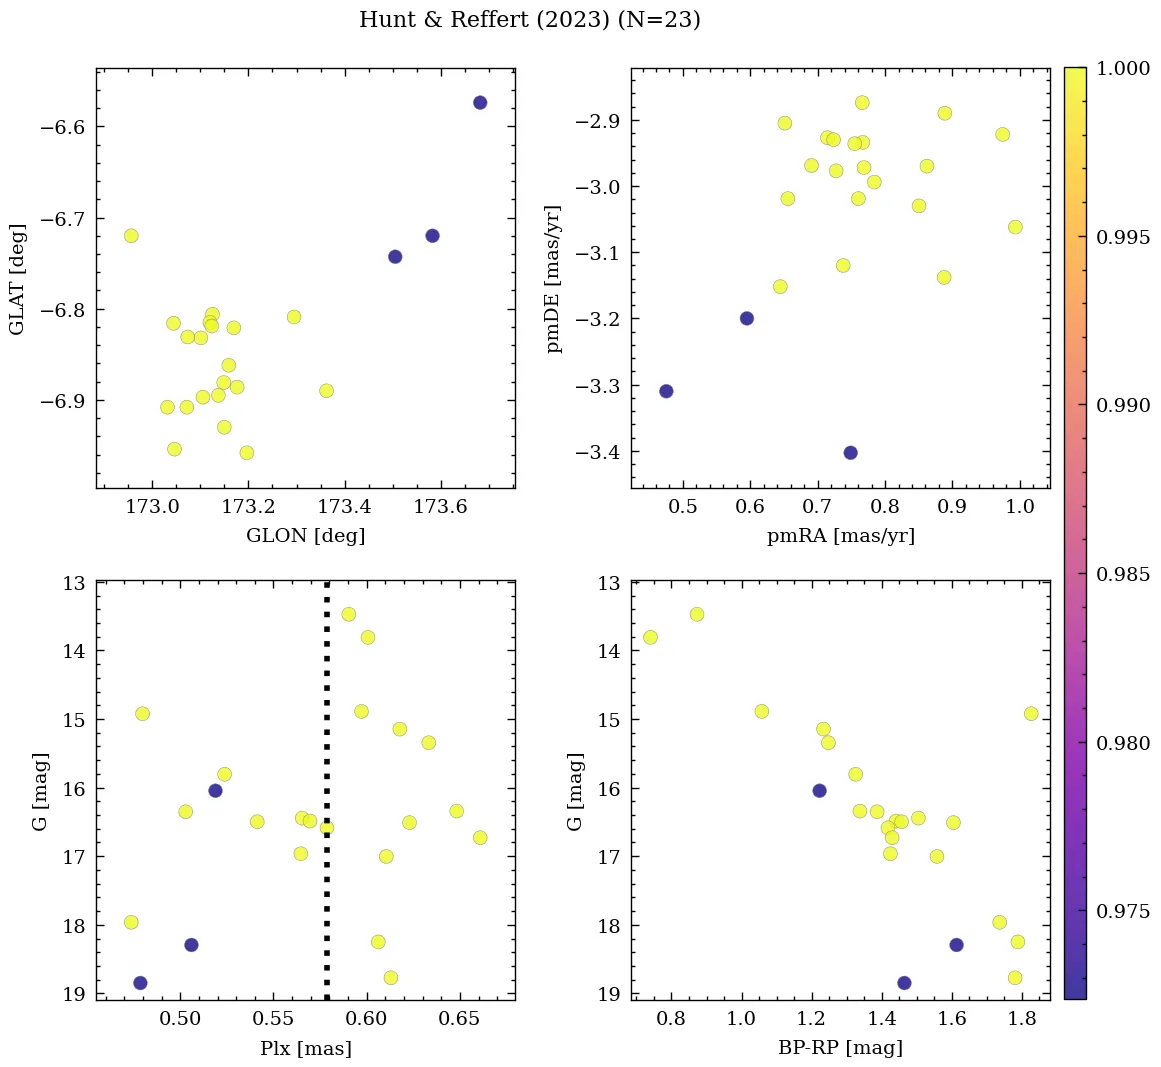 Hunt & Reffert (2023) (N=23)
−6.6
−6.7
−6.8
−6.9
GLAT [deg]
173.0 173.2 173.4 173.6
GLON [deg]
−2.9
−3.0
−3.1
−3.2
−3.3
−3.4
pmDE [mas/yr]
0.5 0.6 0.7 0.8 0.9 1.0
pmRA [mas/yr]
13
14
15
16
17
18
19
G [mag]
0.50 0.55 0.60 0.65
Plx [mas]
13
14
15
16
17
18
19
G [mag]
0.8 1.0 1.2 1.4 1.6 1.8
BP-RP [mag]
1.000
0.995
0.990
0.985
0.980
0.975